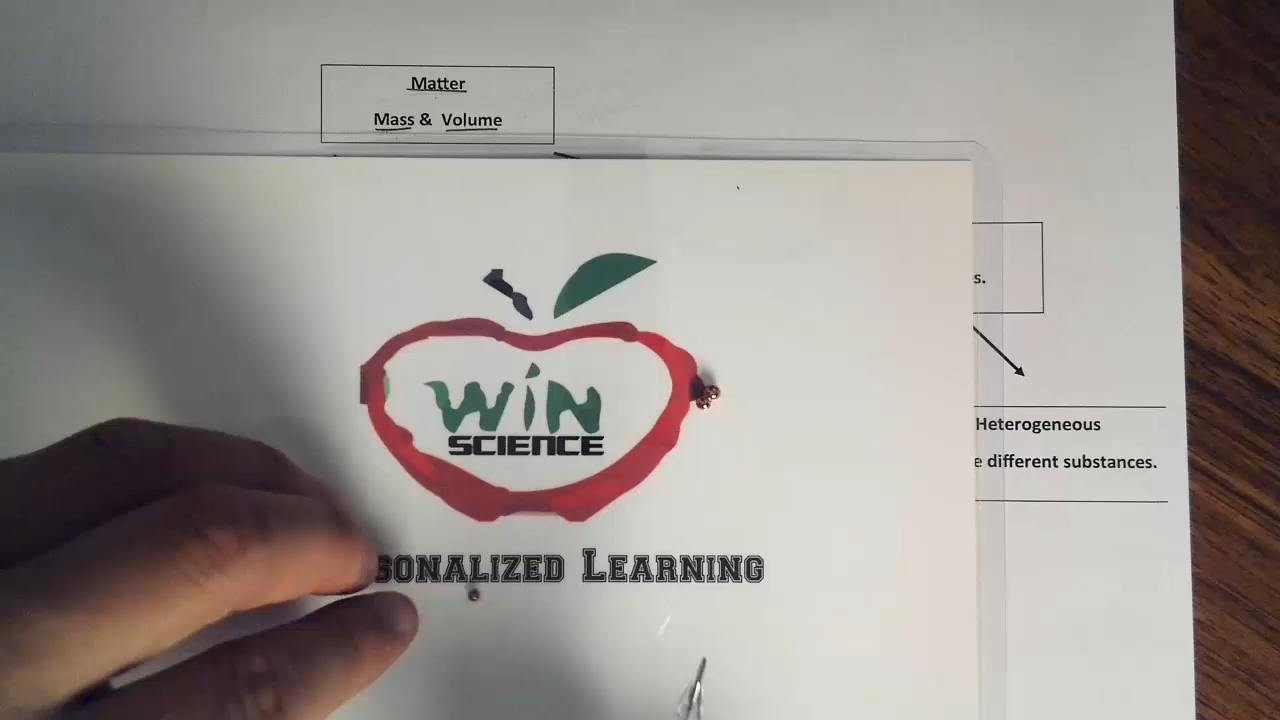 Matter
Mass & Volume
s.
Heterogeneous
e different substances.
WiN
SCIENCE
SONALIZED LEARNING